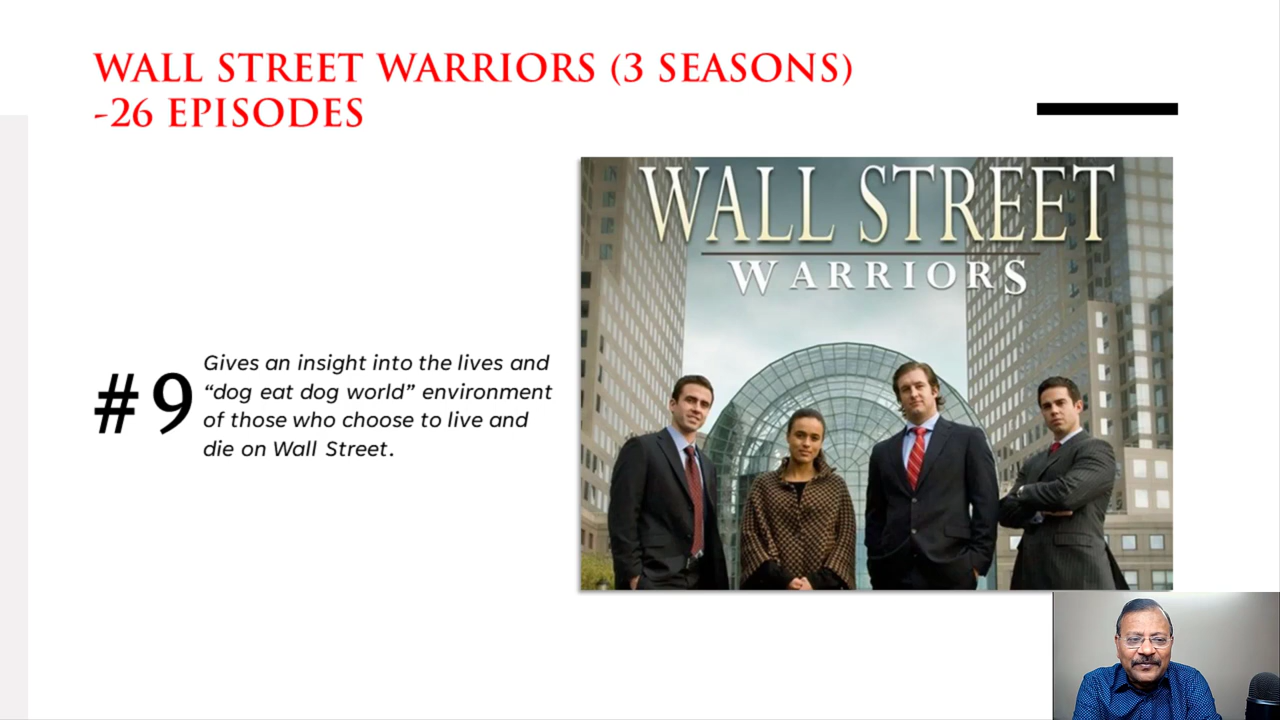 WALL STREET WARRIORS (3 SEASONS)
-26 EPISODES
WALL STREET
WARRIORS
#9
Gives an insight into the lives and
“dog eat dog world” environment
of those who choose to live and
die on Wall Street.